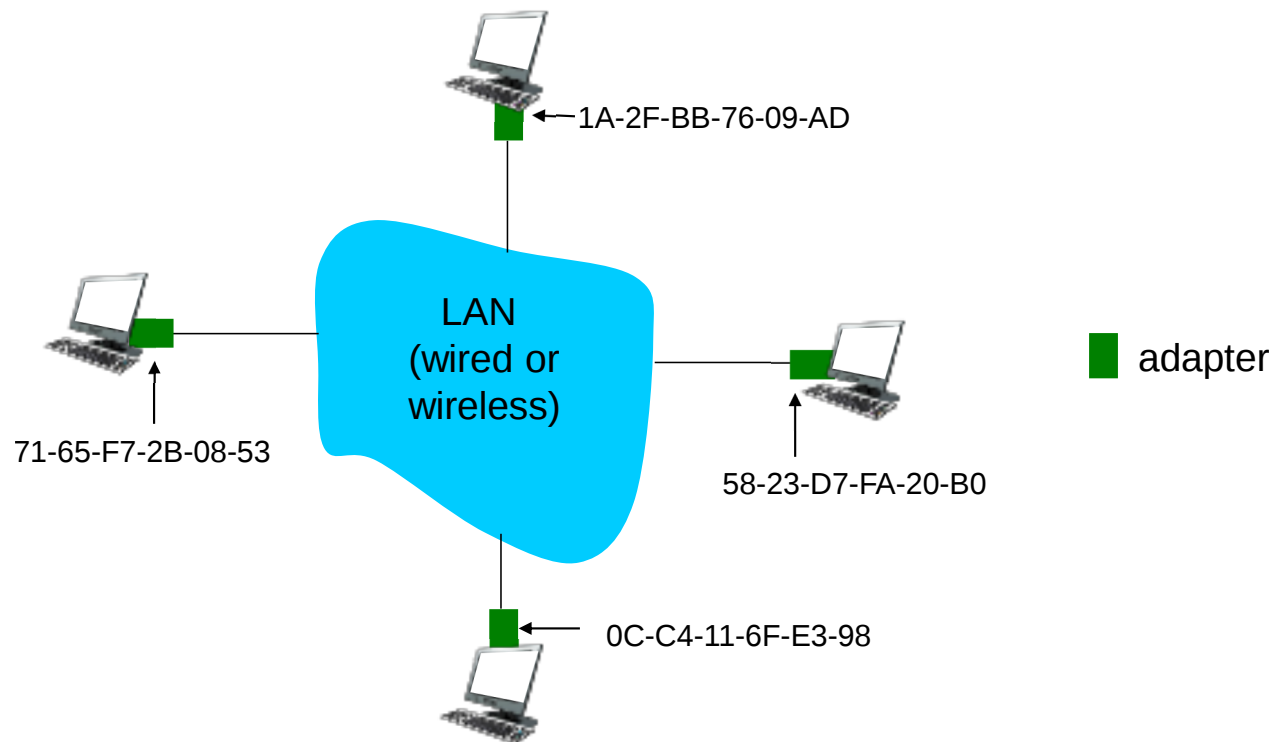 1A-2F-BB-76-09-AD
LAN
(wired or
wireless)
adapter
71-65-F7-2B-08-53
58-23-D7-FA-20-B0
0C-C4-11-6F-E3-98